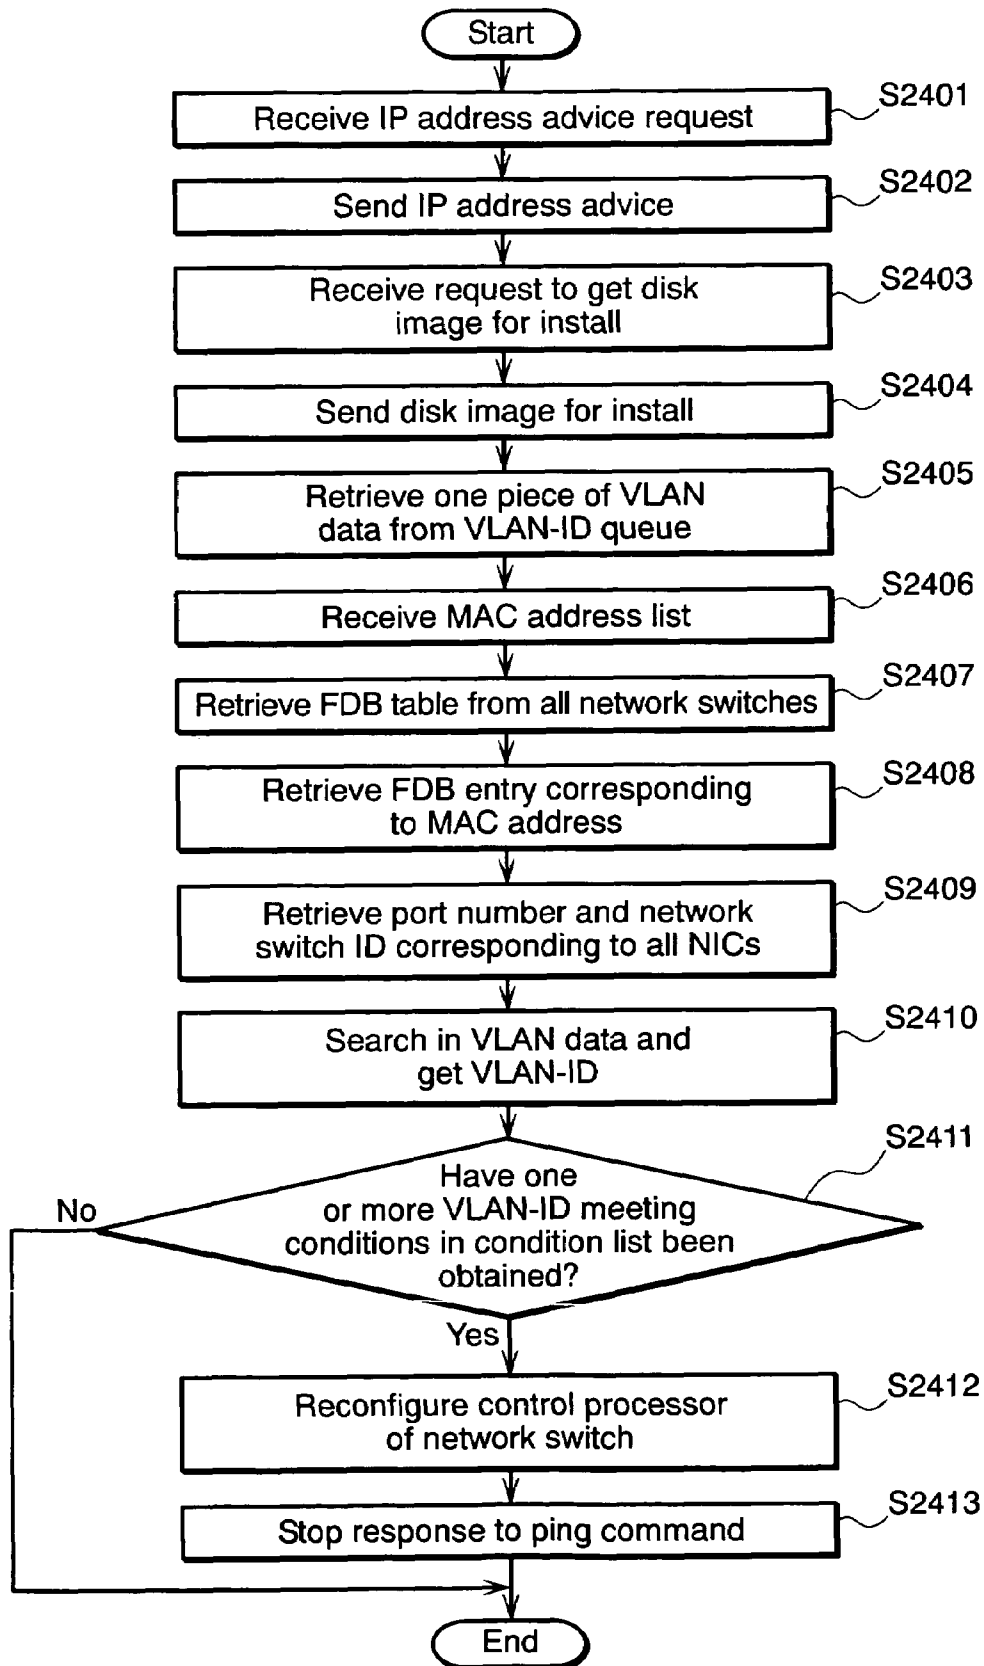 Start
Receive IP address advice request
S2401
Send IP address advice
S2402
Receive request to get disk
image for install
S2403
Send disk image for install
S2404
Retrieve one piece of VLAN
data from VLAN-ID queue
S2405
Receive MAC address list
S2406
Retrieve FDB table from all network switches
S2407
Retrieve FDB entry corresponding
to MAC address
S2408
Retrieve port number and network
switch ID corresponding to all NICs
S2409
Search in VLAN data and
get VLAN-ID
S2410
Have one
or more VLAN-ID meeting
conditions in condition list been
obtained?
S2411
No
Yes
Reconfigure control processor
of network switch
S2412
Stop response to ping command
S2413
End